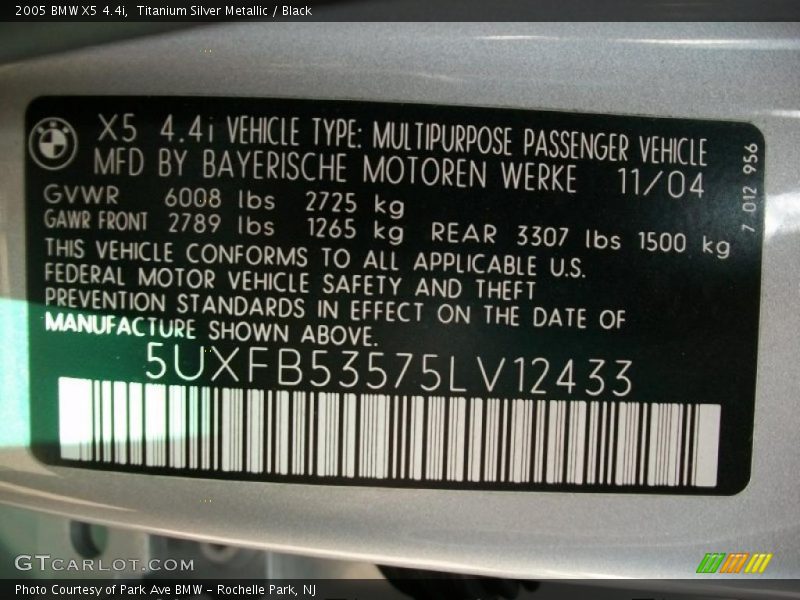 2005 BMW X5 4.4i,  Titanium Silver Metallic / Black
X5 4.4i VEHICLE TYPE: MULTIPURPOSE PASSENGER VEHICLE
MFD BY BAYERISCHE MOTOREN WERKE 11/04
GVWR 6008 lbs 2725 kg
GAWR FRONT 2789 lbs 1265 kg REAR 3307 lbs 1500 kg
THIS VEHICLE CONFORMS TO ALL APPLICABLE U.S.
FEDERAL MOTOR VEHICLE SAFETY AND THEFT
PREVENTION STANDARDS IN EFFECT ON THE DATE OF
MANUFACTURE SHOWN ABOVE.
5UXFB53575LV12433
7 012 956
GTCARLOT.COM
Photo Courtesy of Park Ave BMW - Rochelle Park, NJ